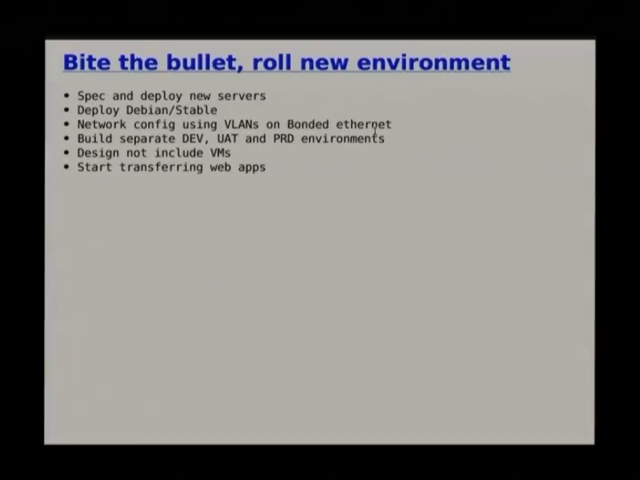 Bite the bullet, roll new environment
• Spec and deploy new servers
• Deploy Debian/Stable
• Network config using VLANs on Bonded ethernet
• Build separate DEV, UAT and PRD environments
• Design not include VMs
• Start transferring web apps